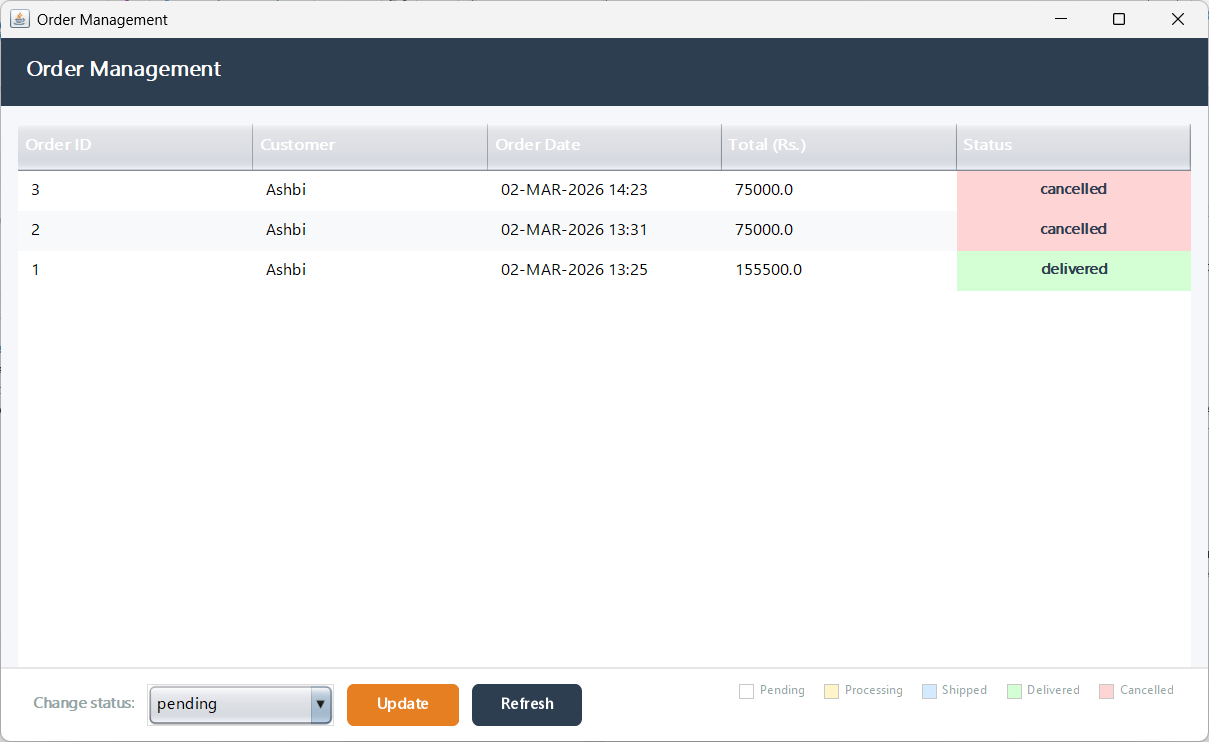 Order Management
Order Management
Order ID Customer Order Date Total (Rs.) Status
3 Ashbi 02-MAR-2026 14:23 75000.0 cancelled
2 Ashbi 02-MAR-2026 13:31 75000.0 cancelled
1 Ashbi 02-MAR-2026 13:25 155500.0 delivered
Change status: pending Update Refresh Pending Processing Shipped Delivered Cancelled